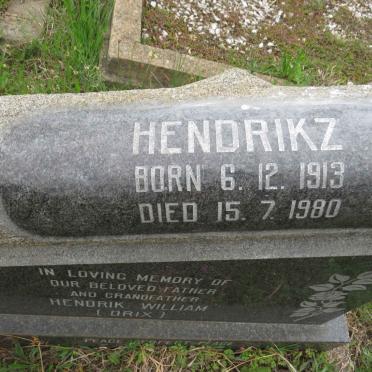 HENDRIKZ
BORN 6. 12. 1913
DIED 15. 7. 1980
IN LOVING MEMORY OF
OUR BELOVED FATHER
AND GRANDFATHER
HENDRIK WILLIAM
(DRIX)